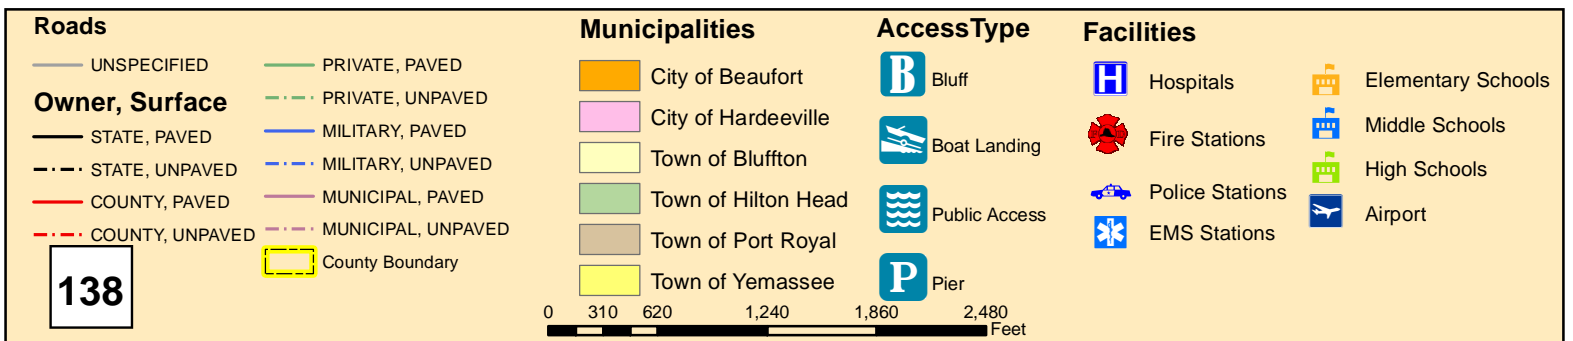 Roads
UNSPECIFIED
Owner, Surface
STATE, PAVED
STATE, UNPAVED
COUNTY, PAVED
COUNTY, UNPAVED
138
PRIVATE, PAVED
PRIVATE, UNPAVED
MILITARY, PAVED
MILITARY, UNPAVED
MUNICIPAL, PAVED
MUNICIPAL, UNPAVED
County Boundary
Municipalities
City of Beaufort
City of Hardeeville
Town of Bluffton
Town of Hilton Head
Town of Port Royal
Town of Yemassee
AccessType
B Bluff
Boat Landing
Public Access
P Pier
0 310 620 1,240 1,860 2,480
Feet
Facilities
H Hospitals
Fire Stations
Police Stations
EMS Stations
Elementary Schools
Middle Schools
High Schools
Airport